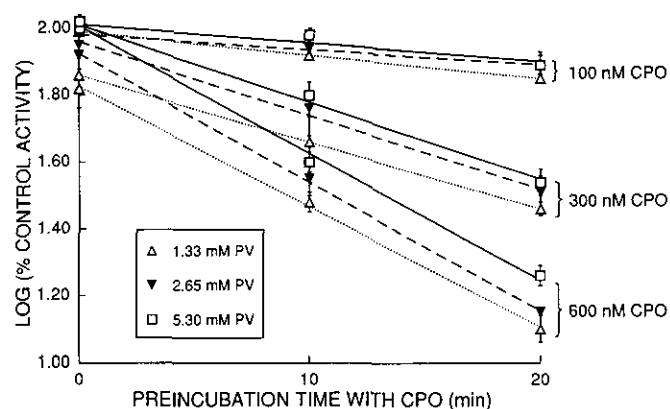 LOG (% CONTROL ACTIVITY)
2.00
1.80
1.60
1.40
1.20
1.00
100 nM CPO
300 nM CPO
600 nM CPO
△ 1.33 mM PV
▼ 2.65 mM PV
□ 5.30 mM PV
0
10
20
PREINCUBATION TIME WITH CPO (min)